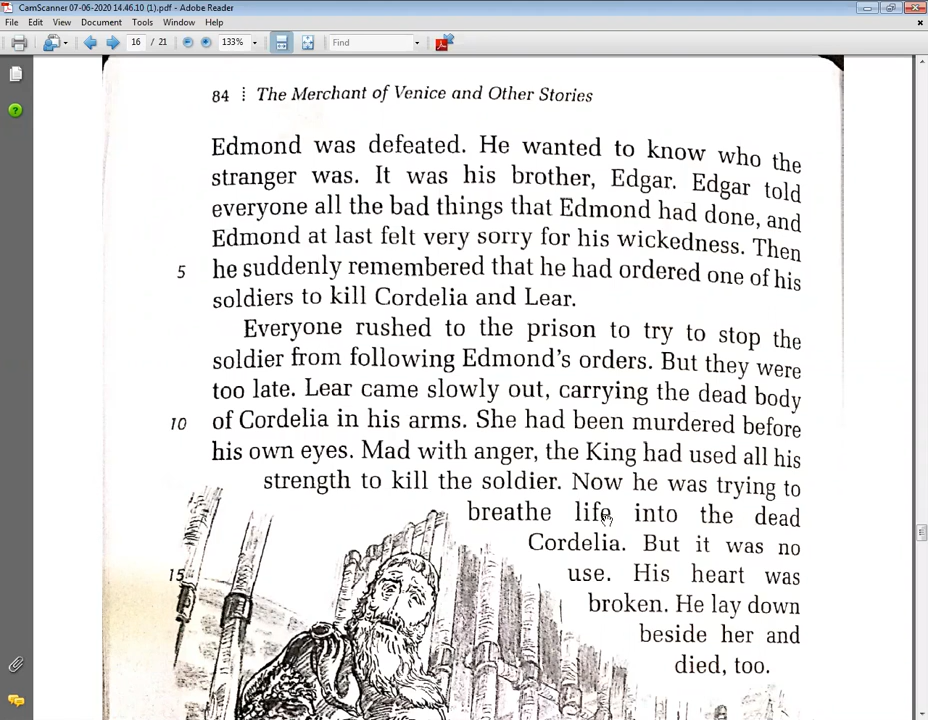 CamScanner 07-06-2020 14.46.10 (1).pdf - Adobe Reader
File Edit View Document Tools Window Help
16 / 21 133% Find
84 ⋮ The Merchant of Venice and Other Stories
Edmond was defeated. He wanted to know who the
stranger was. It was his brother, Edgar. Edgar told
everyone all the bad things that Edmond had done, and
Edmond at last felt very sorry for his wickedness. Then
5 he suddenly remembered that he had ordered one of his
soldiers to kill Cordelia and Lear.
Everyone rushed to the prison to try to stop the
soldier from following Edmond's orders. But they were
too late. Lear came slowly out, carrying the dead body
10 of Cordelia in his arms. She had been murdered before
his own eyes. Mad with anger, the King had used all his
strength to kill the soldier. Now he was trying to
breathe life into the dead
Cordelia. But it was no
15 use. His heart was
broken. He lay down
beside her and
died, too.